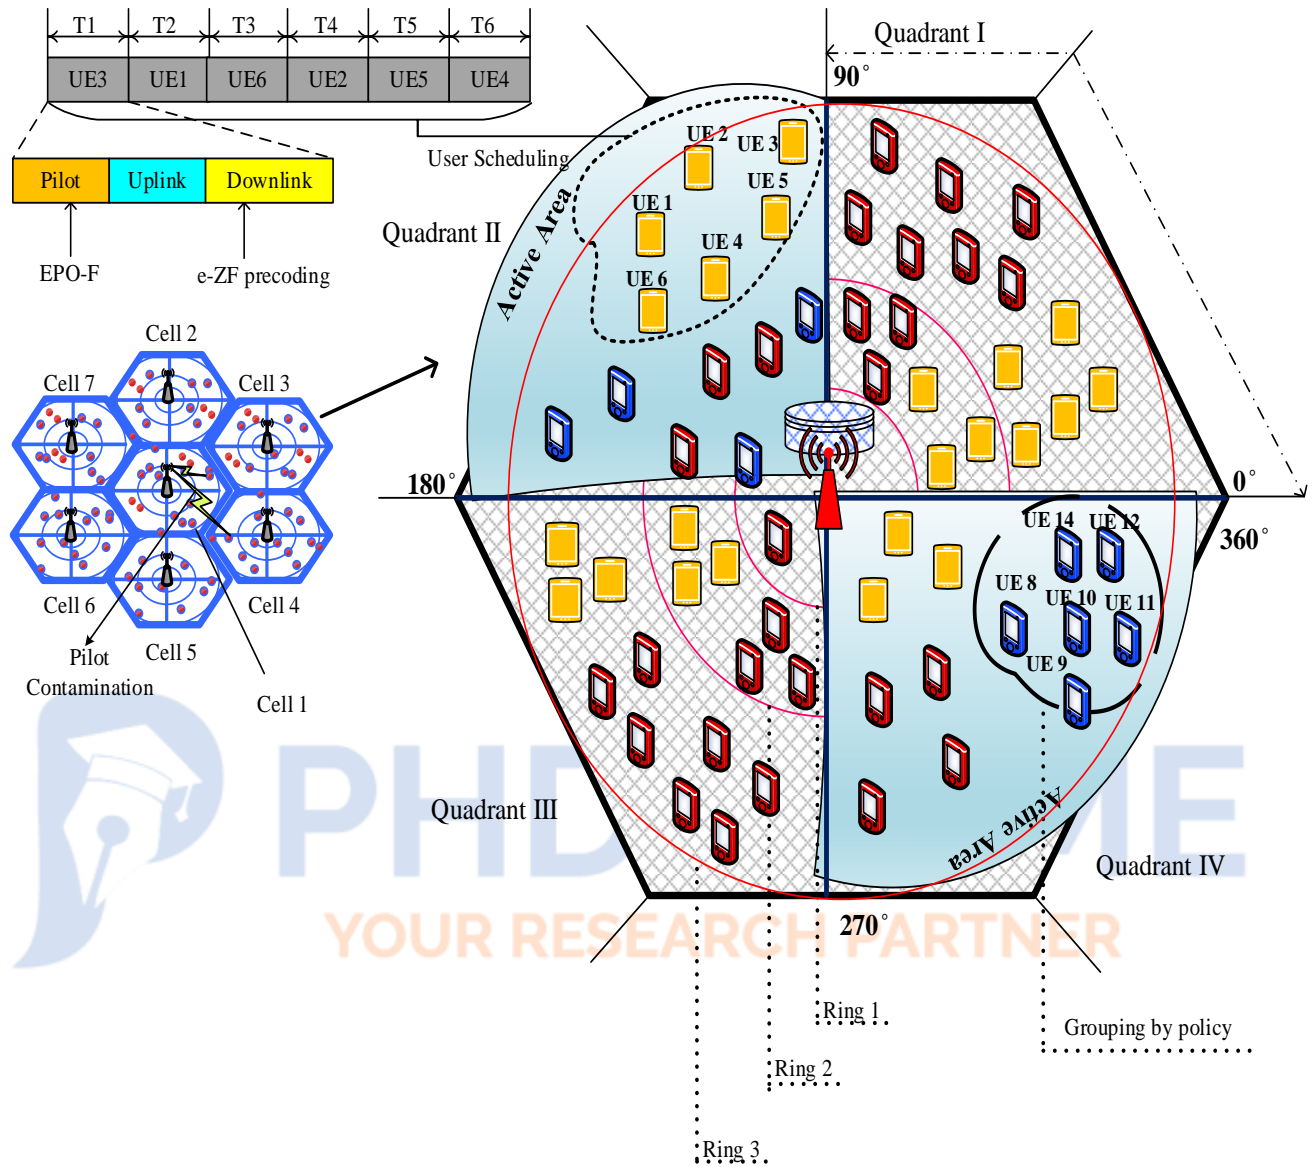 T1 T2 T3 T4 T5 T6
UE3 UE1 UE6 UE2 UE5 UE4
Pilot Uplink Downlink
EPO-F e-ZF precoding
User Scheduling
Quadrant I
90°
Quadrant II
Active Area
UE 2
UE 3
UE 5
UE 1
UE 4
UE 6
180°
0°
360°
Cell 2
Cell 7 Cell 3
Cell 6 Cell 4
Cell 5
Pilot
Contamination
Cell 1
UE 14 UE 12
UE 8 UE 10 UE 11
UE 9
Active Area
Quadrant III
Quadrant IV
270°
Ring 1
Grouping by policy
Ring 2
Ring 3
YOUR RESEARCH PARTNER